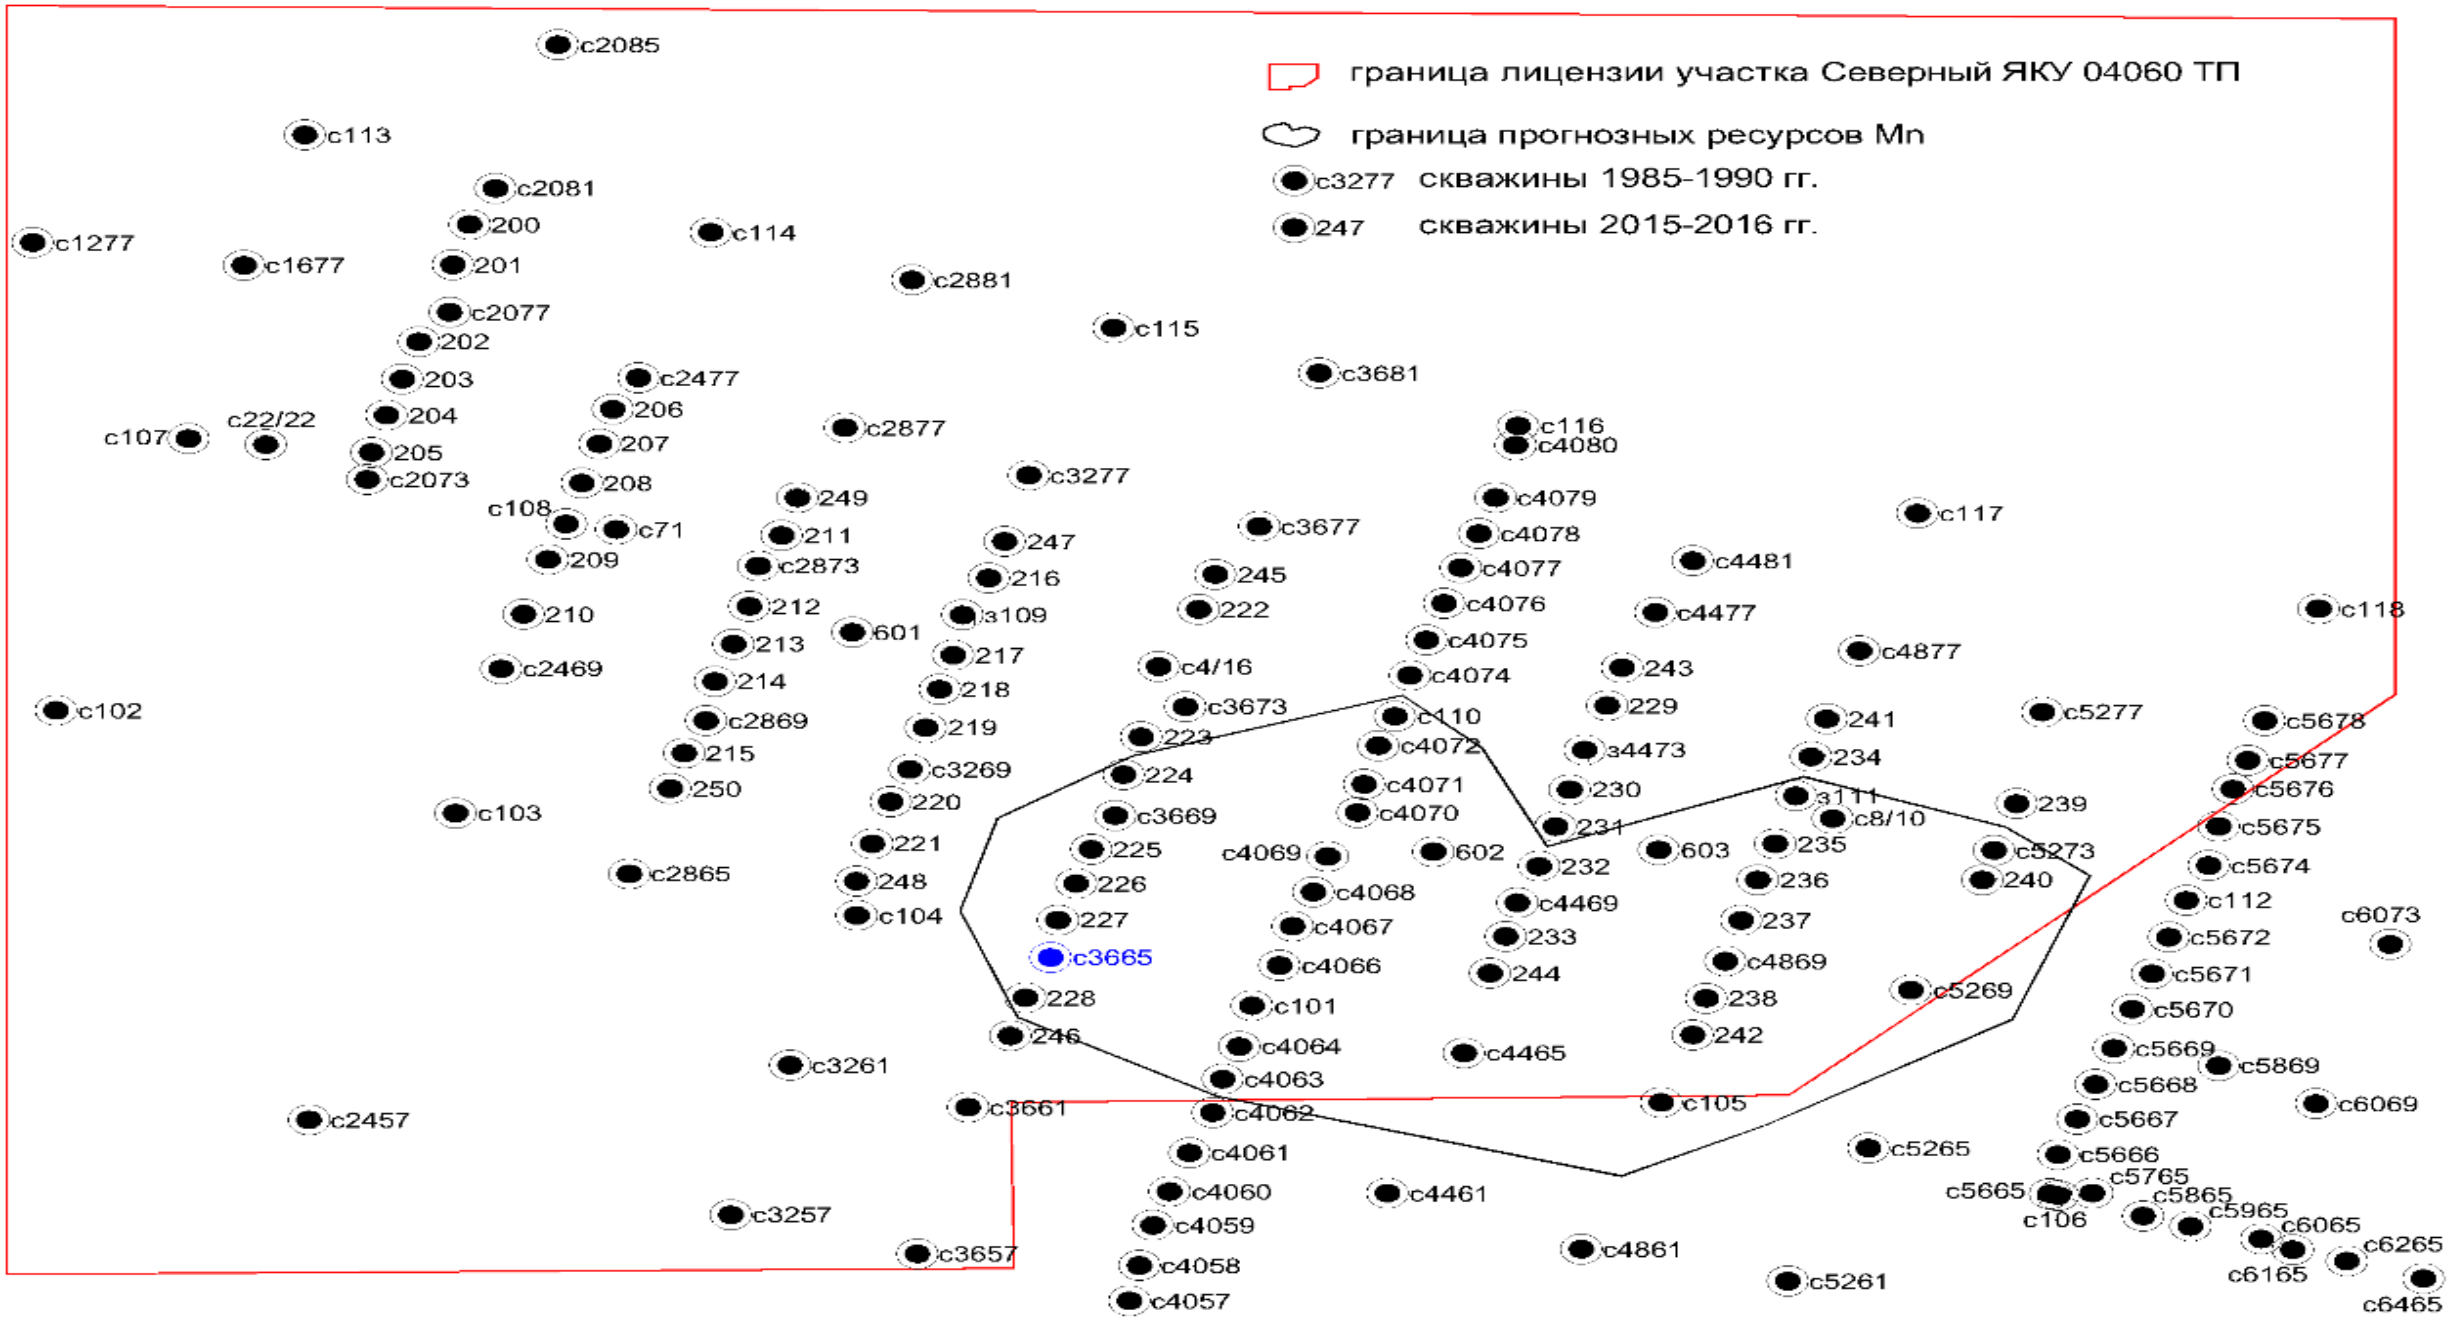 с2085
граница лицензии участка Северный ЯКУ 04060 ТП
с113
граница прогнозных ресурсов Mn
с3277 скважины 1985-1990 гг.
с2081
200
247 скважины 2015-2016 гг.
с114
с1277
с1677
201
с2881
с2077
с115
202
с3681
203
с2477
206
204
с22/22
с107
с2877
с116
207
с4080
205
с2073
с3277
208
249
с4079
с108
с117
с71
с3677
211
с4078
247
209
с2873
с4481
с4077
245
216
212
с4076
222
с118
210
з109
с4477
601
с4075
213
217
с4877
с2469
с4/16
243
с4074
214
218
с3673
229
с102
с110
с5277
241
с2869
с5678
219
223
с4072
з4473
215
234
с5677
с3269
224
с4071
250
230
с5676
з111
220
239
с103
с3669
с4070
с8/10
231
с5675
221
235
225
с4069
602
603
с5273
232
с5674
с2865
248
226
236
240
с4068
с112
с4469
с104
с6073
227
237
с4067
233
с5672
с3665
с4869
с4066
244
с5671
с5269
228
238
с101
с5670
246
242
с4064
с5669
с4465
с3261
с5869
с4063
с5668
с105
с6069
с3661
с4062
с2457
с5667
с5265
с4061
с5666
с5765
с5665
с4060
с4461
с5865
с3257
с106
с5965
с4059
с6065
с6265
с4861
с3657
с4058
с6165
с5261
с4057
с6465